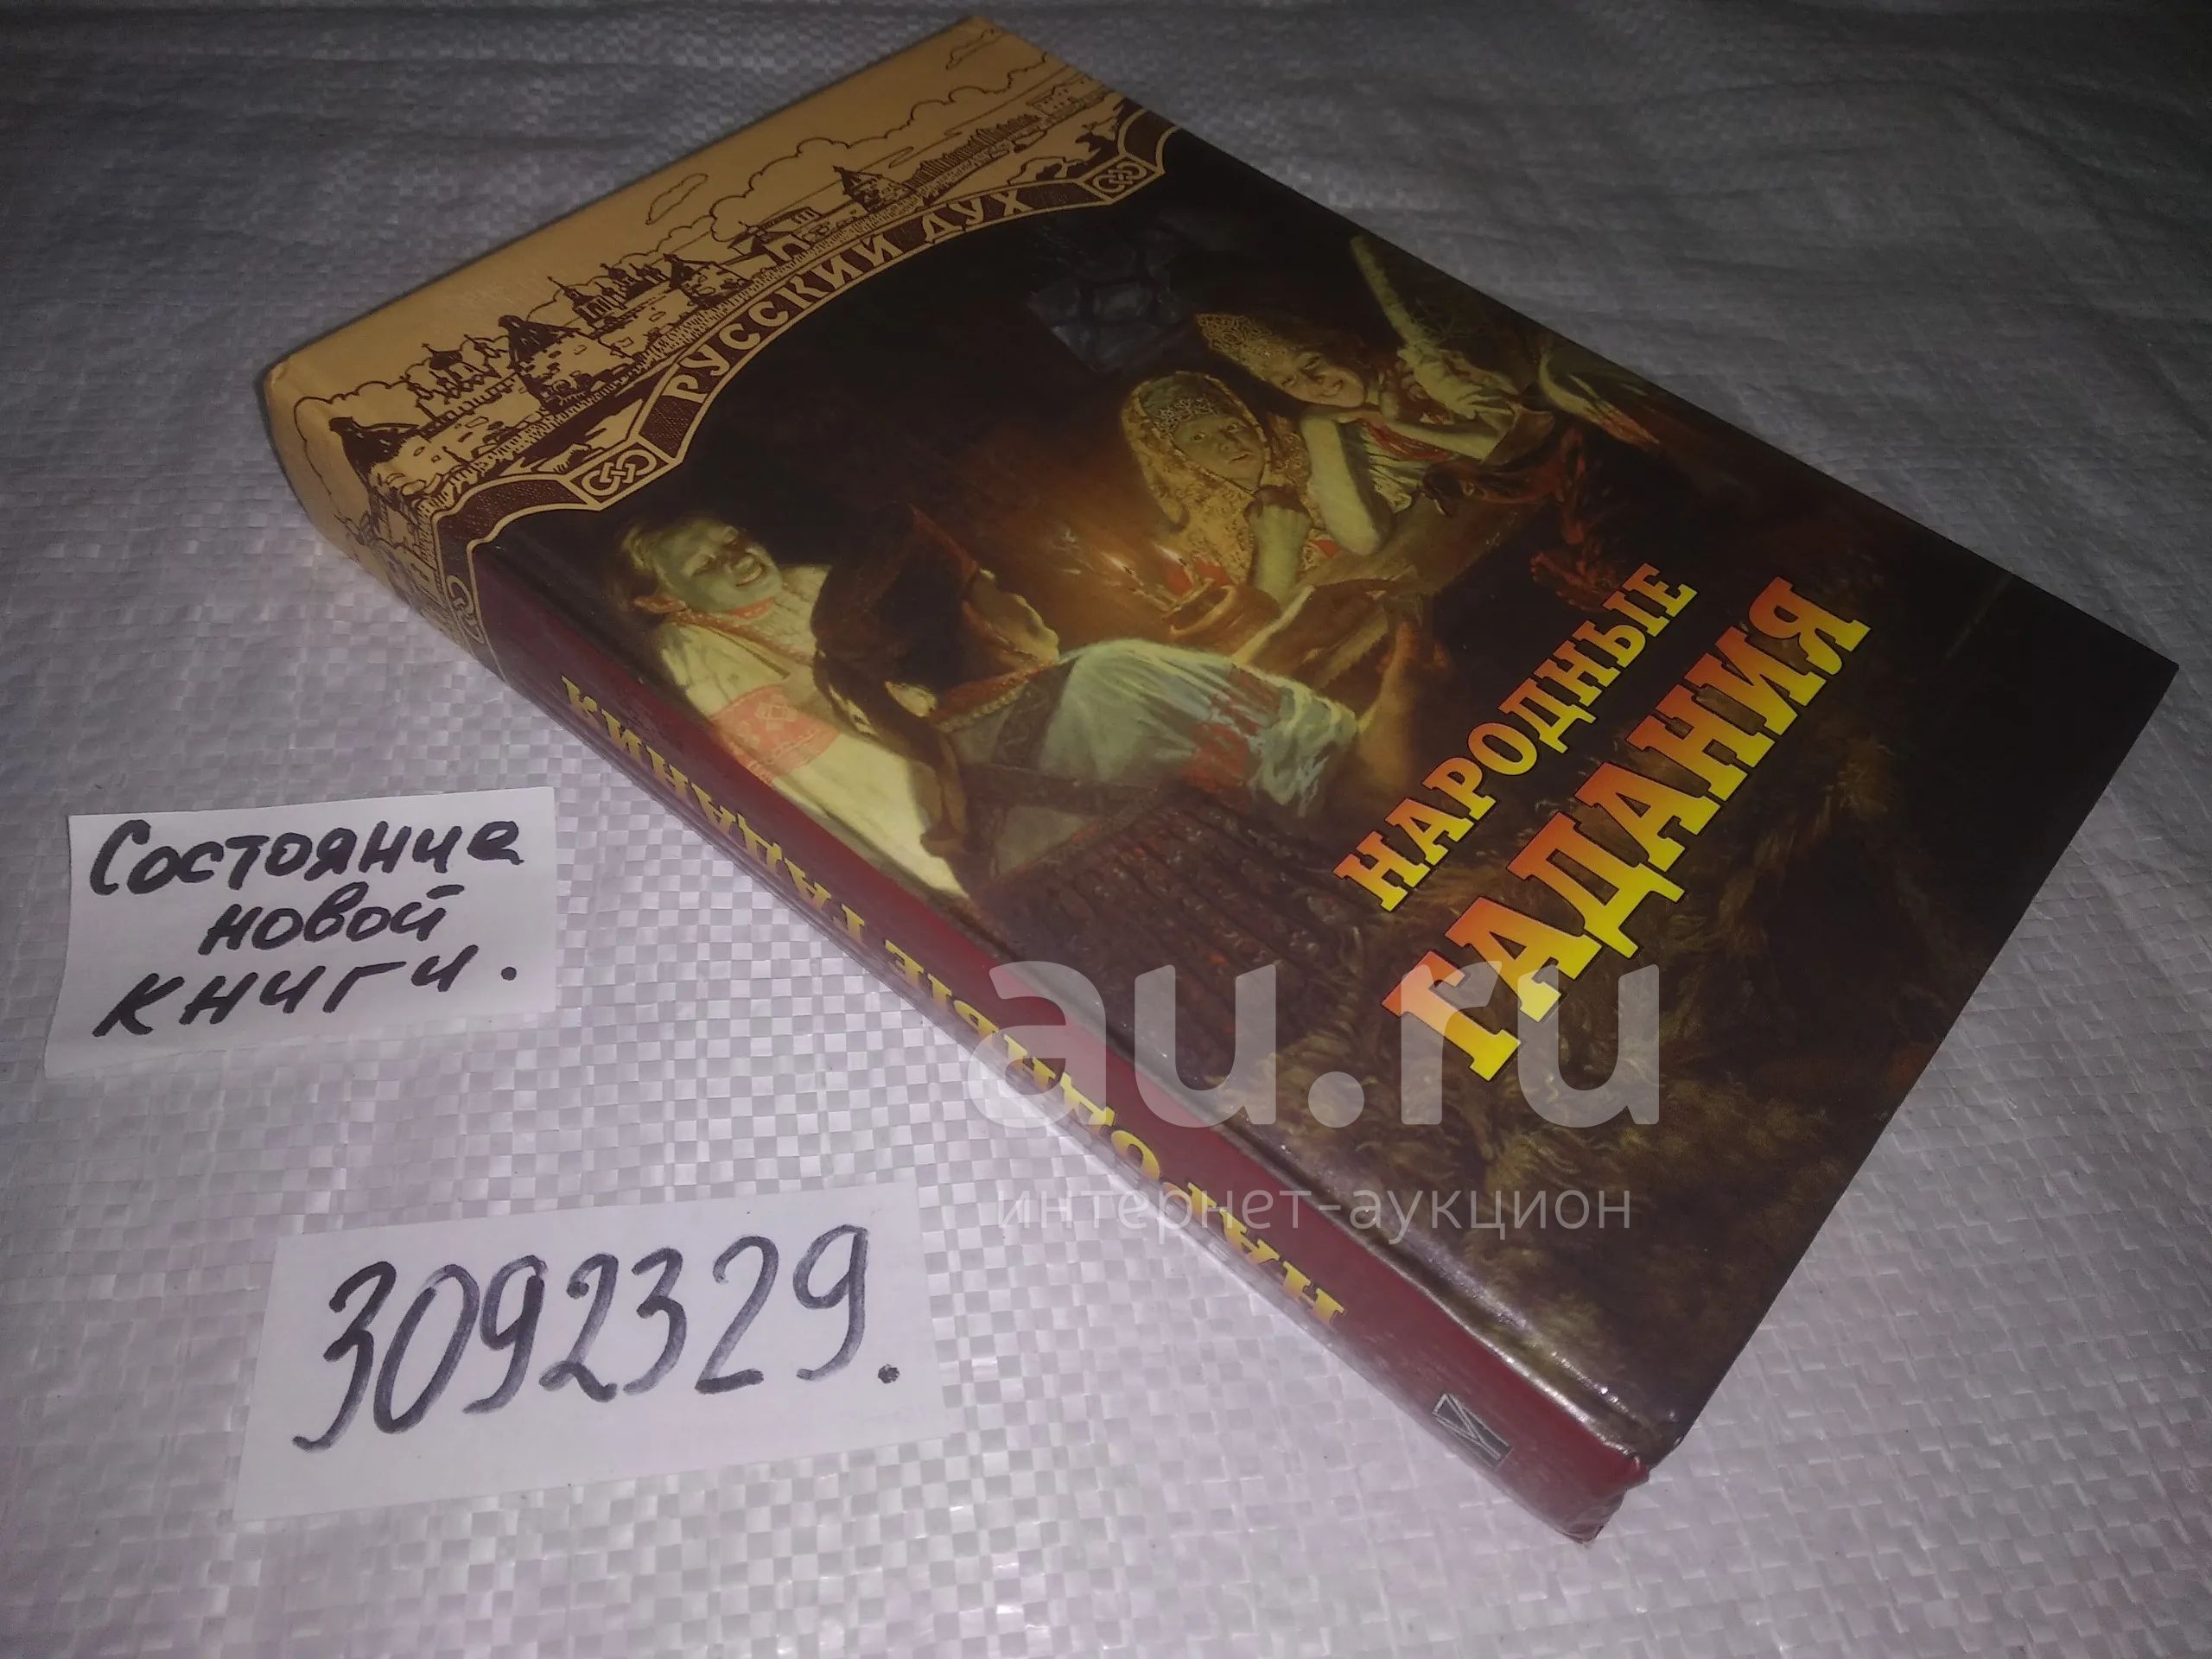 РУССКИЙ ДУХ
НАРОДНЫЕ
ГАДАНИЯ
НАРОДНЫЕ ГАДАНИЯ
Состояние
новой
книги.
3092329.
au.ru
интернет-аукцион